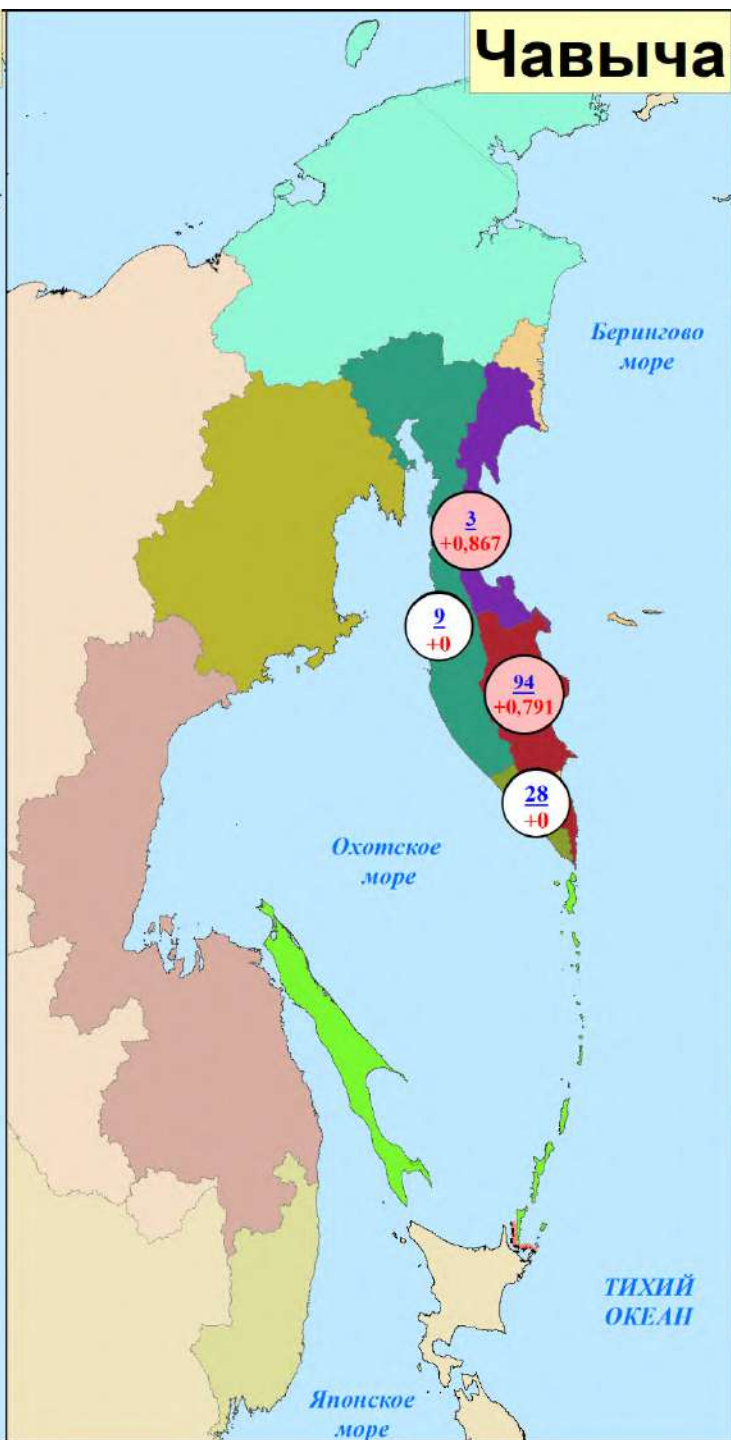 Чавыча
Берингово
море
3
+0,867
9
+0
94
+0,791
28
+0
Охотское
море
ТИХИЙ
ОКЕАН
Японское
море